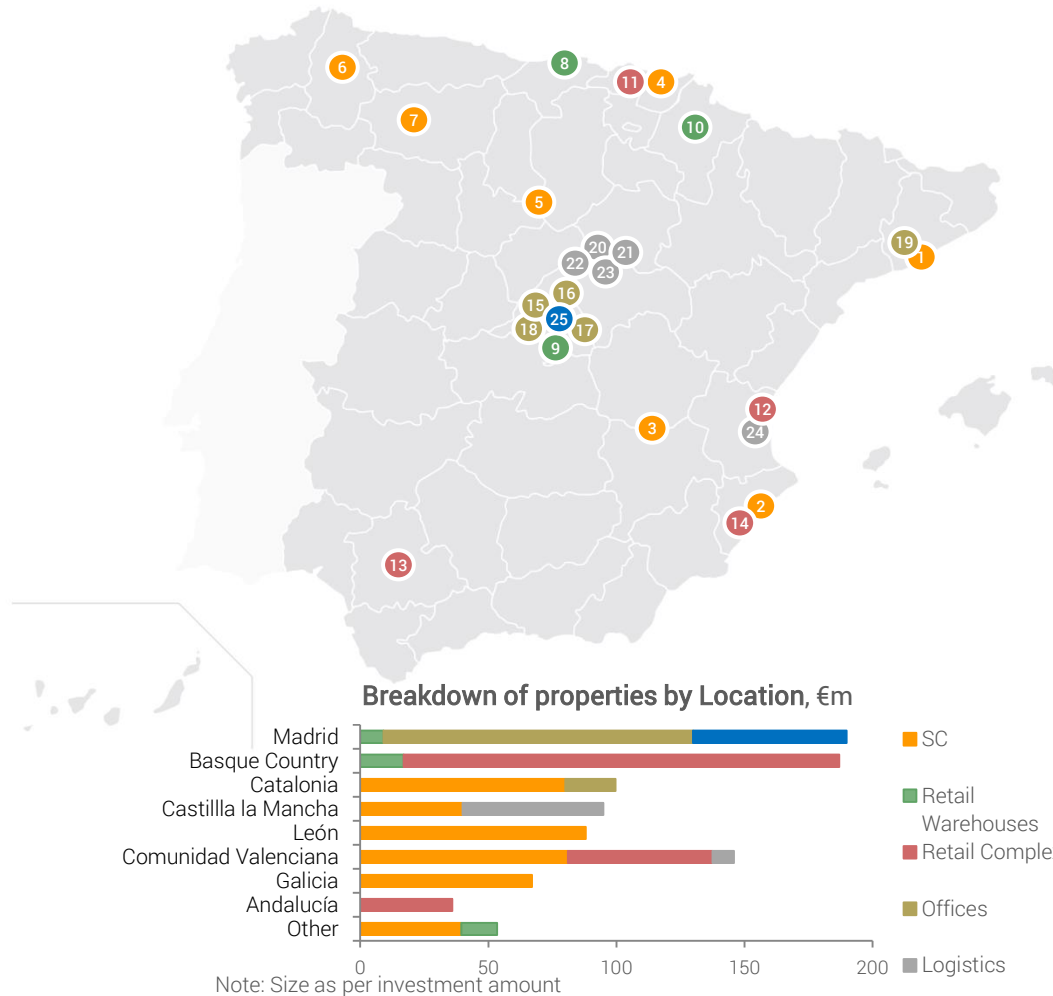 8
6
11
4
7
10
5
19
1
20
21
22
23
16
15
25
18
17
9
12
3
24
2
14
13
Breakdown of properties by Location, €m
Madrid
Basque Country
Catalonia
Castillla la Mancha
León
Comunidad Valenciana
Galicia
Andalucía
Other
0 50 100 150 200
Note: Size as per investment amount
SC
Retail
Warehouses
Retail Comple
Offices
Logistics